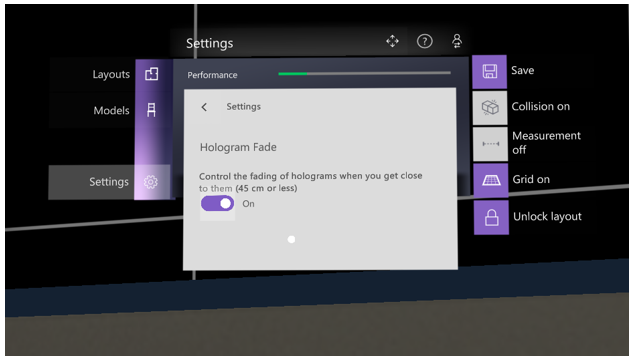 Settings
Performance
Layouts
Models
Settings
Settings
Hologram Fade
Control the fading of holograms when you get close
to them (45 cm or less)
On
Save
Collision on
Measurement
off
Grid on
Unlock layout